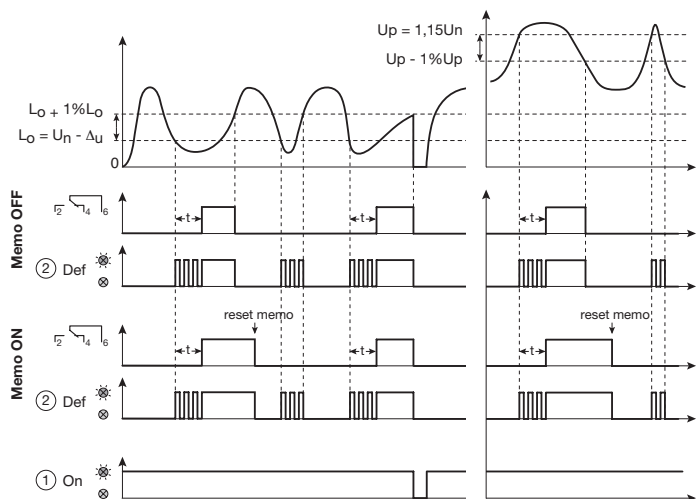 Up = 1,15Un
Up - 1%Up
Lo + 1%Lo
Lo = Un - Δu
0
Memo OFF
2 4 6
t
t
t
② Def
Memo ON
2 4 6
reset memo
reset memo
t
t
t
② Def
① On